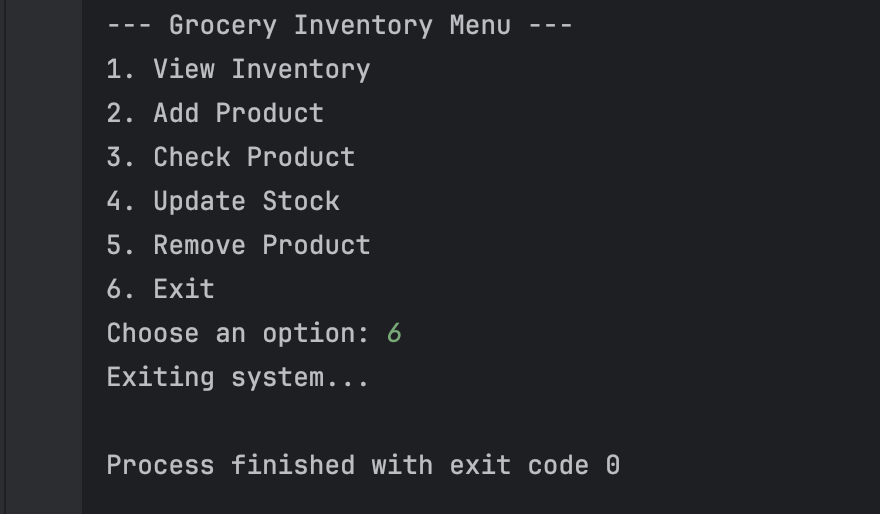 --- Grocery Inventory Menu ---
1. View Inventory
2. Add Product
3. Check Product
4. Update Stock
5. Remove Product
6. Exit
Choose an option: 6
Exiting system...
Process finished with exit code 0